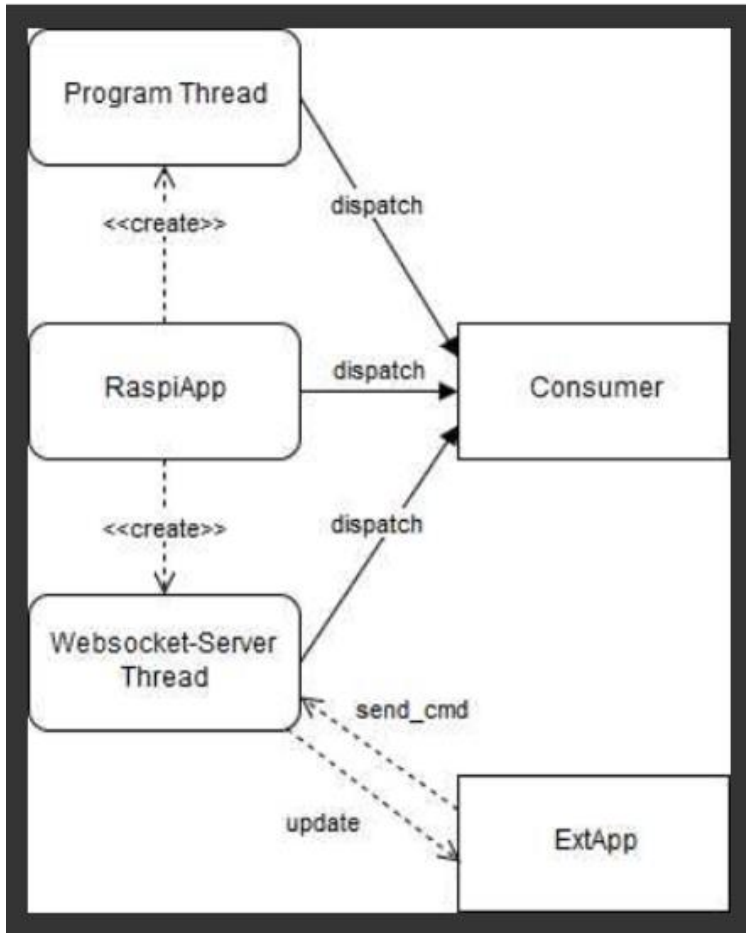 Program Thread
dispatch
<<create>>
RaspiApp
dispatch
Consumer
<<create>>
dispatch
Websocket-Server
Thread
send_cmd
update
ExtApp